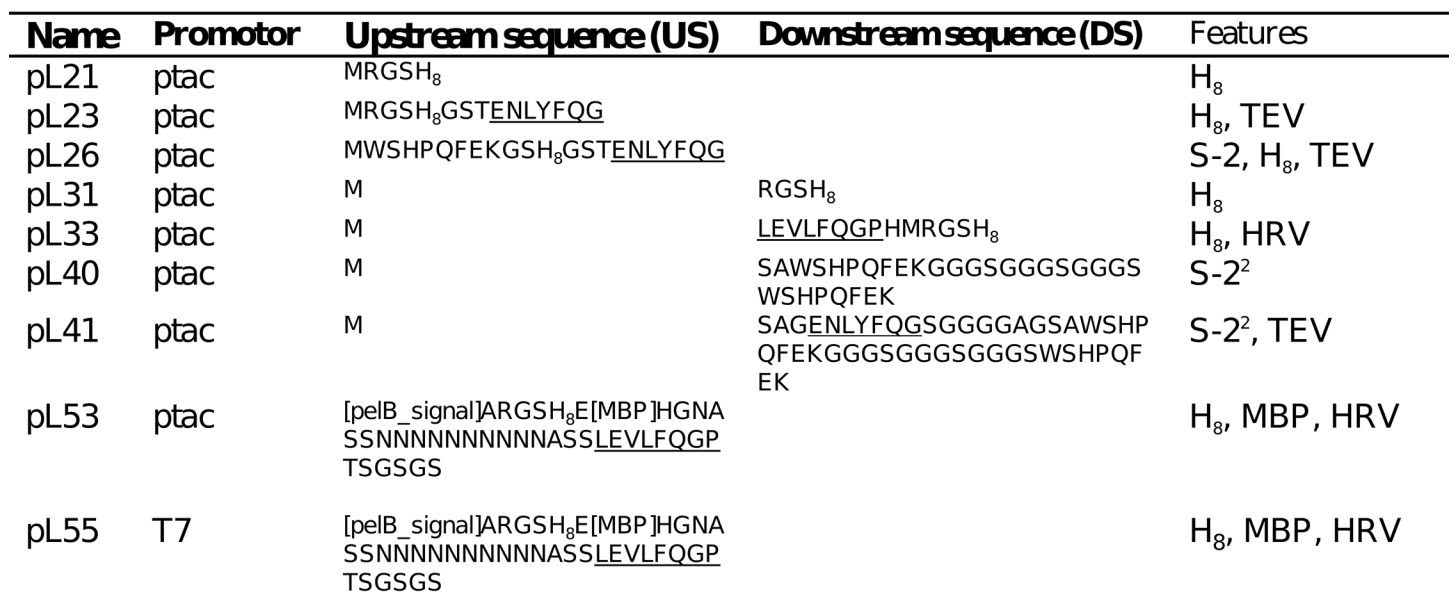 Name Promotor Upstream sequence (US) Downstream sequence (DS) Features
pL21 ptac MRGSH₈ H₈
pL23 ptac MRGSH₈GSTENLYFQG H₈, TEV
pL26 ptac MWSHPQFEKGSH₈GSTENLYFQG S-2, H₈, TEV
pL31 ptac M RGSH₈ H₈
pL33 ptac M LEVLFQGPHMRGSH₈ H₈, HRV
pL40 ptac M SAWSHPQFEKGGGSGGGSGGGS S-2²
WSHPQFEK
pL41 ptac M SAGENLYFQGSGGGGAGSAWSHP S-2², TEV
QFEKGGGSGGGSGGGSWSHPQF
EK
pL53 ptac [pelB_signal]ARGSH₈E[MBP]HGNA H₈, MBP, HRV
SSNNNNNNNNNNASSLEVLFQGP
TSGSGS
pL55 T7 [pelB_signal]ARGSH₈E[MBP]HGNA H₈, MBP, HRV
SSNNNNNNNNNNASSLEVLFQGP
TSGSGS